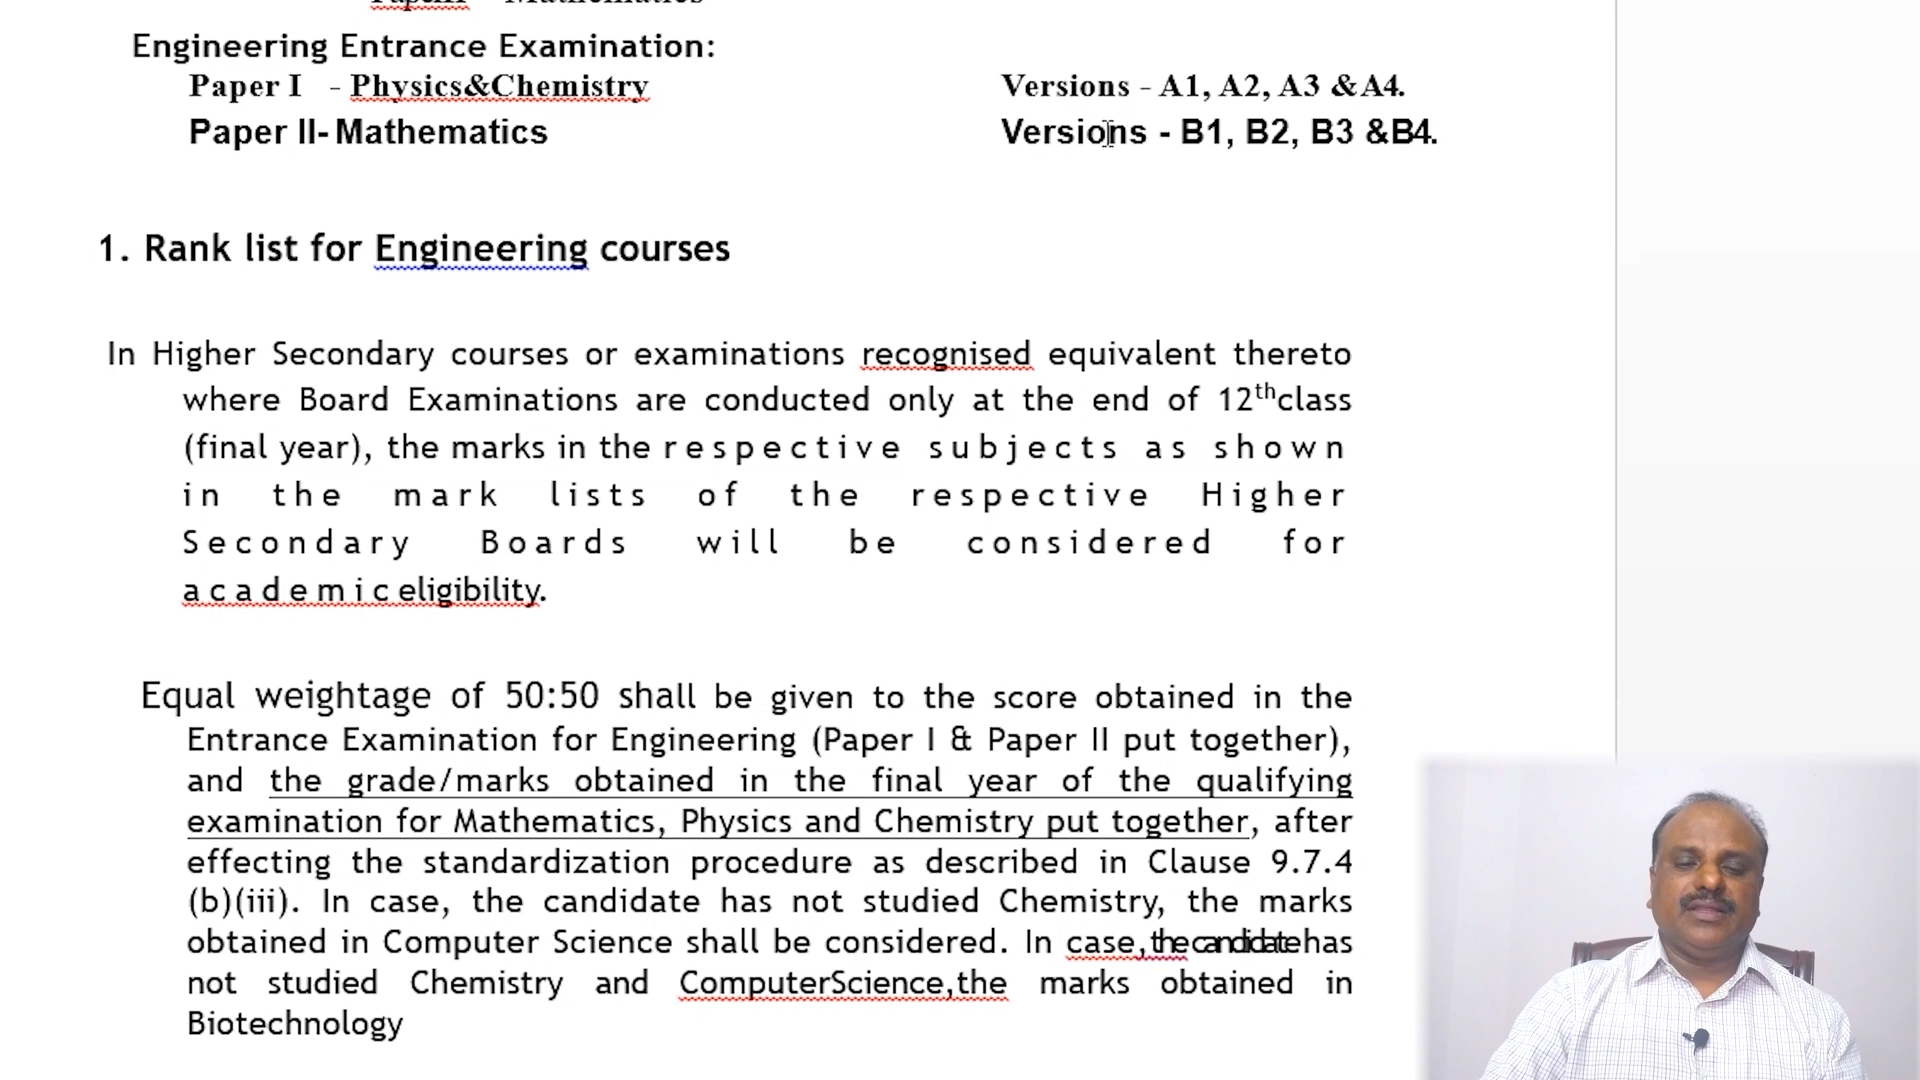 Engineering Entrance Examination:
Paper I - Physics&Chemistry Versions - A1, A2, A3 &A4.
Paper II- Mathematics Versions - B1, B2, B3 &B4.
1. Rank list for Engineering courses
In Higher Secondary courses or examinations recognised equivalent thereto
where Board Examinations are conducted only at the end of 12thclass
(final year), the marks in the respective subjects as shown
in the mark lists of the respective Higher
Secondary Boards will be considered for
academic eligibility.
Equal weightage of 50:50 shall be given to the score obtained in the
Entrance Examination for Engineering (Paper I & Paper II put together),
and the grade/marks obtained in the final year of the qualifying
examination for Mathematics, Physics and Chemistry put together, after
effecting the standardization procedure as described in Clause 9.7.4
(b)(iii). In case, the candidate has not studied Chemistry, the marks
obtained in Computer Science shall be considered. In case,thecandidatehas
not studied Chemistry and ComputerScience,the marks obtained in
Biotechnology